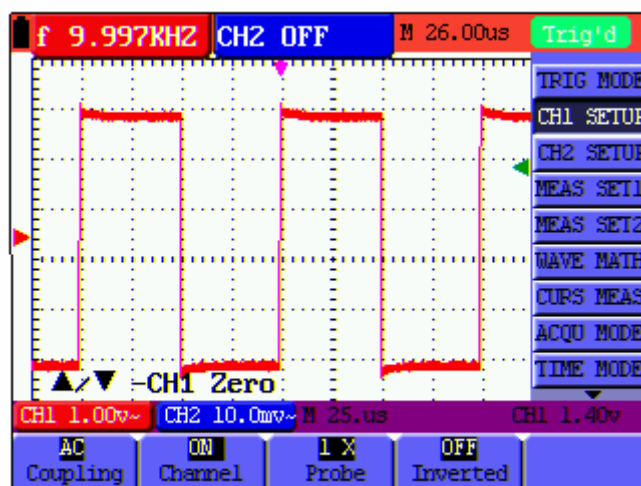 f 9.997KHZ CH2 OFF M 26.00us Trig'd
TRIG MODE
CH1 SETUP
CH2 SETUP
MEAS SET1
MEAS SET2
WAVE MATH
CURS MEAS
ACQU MODE
TIME MODE
▲/▼ -CH1 Zero
CH1 1.00v~ CH2 10.0mv~ M 25.us CH1 1.40v
AC ON 1 X OFF
Coupling Channel Probe Inverted